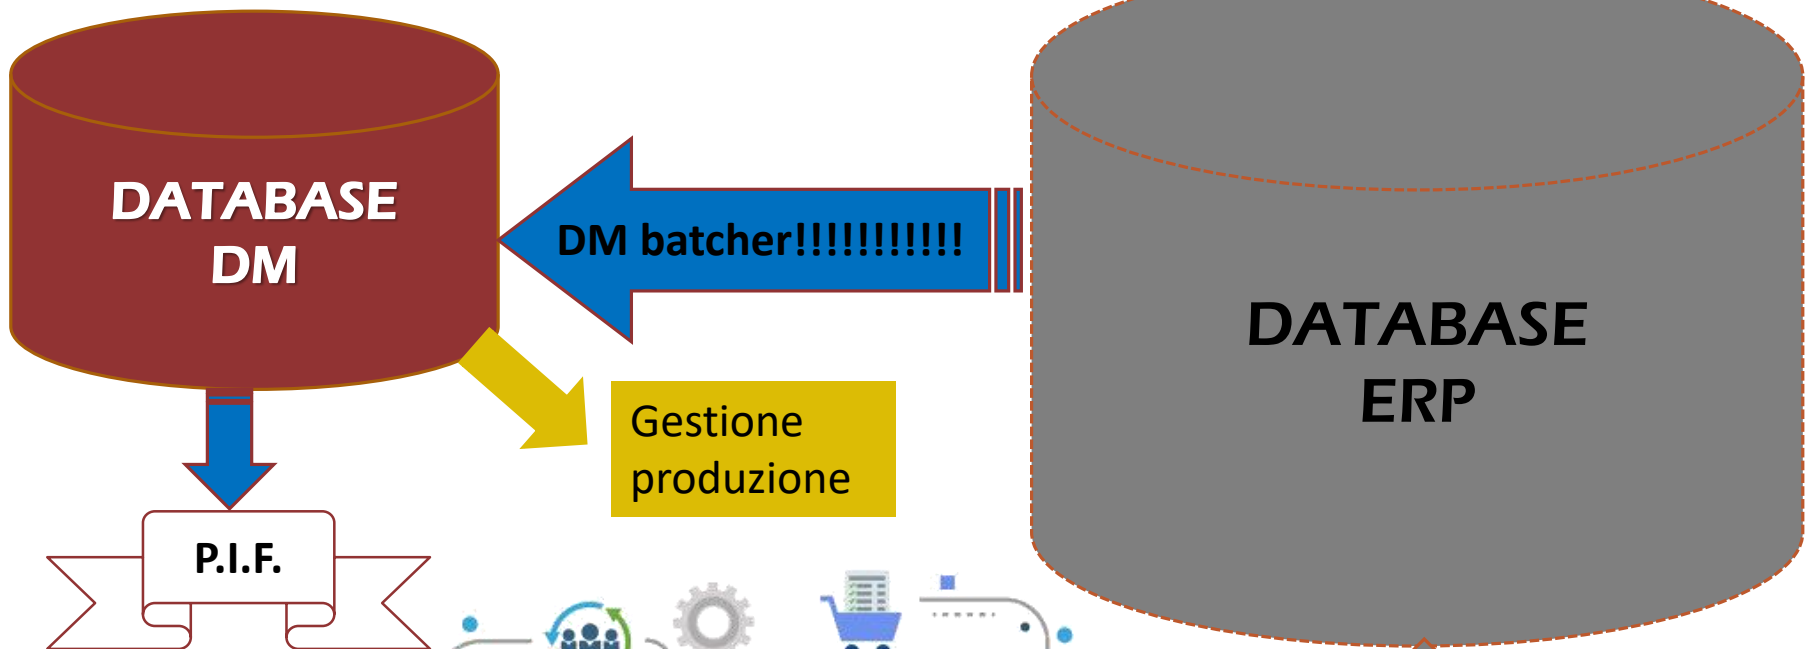 DATABASE
DM
DM batcher!!!!!!!!!!!
DATABASE
ERP
Gestione
produzione
P.I.F.